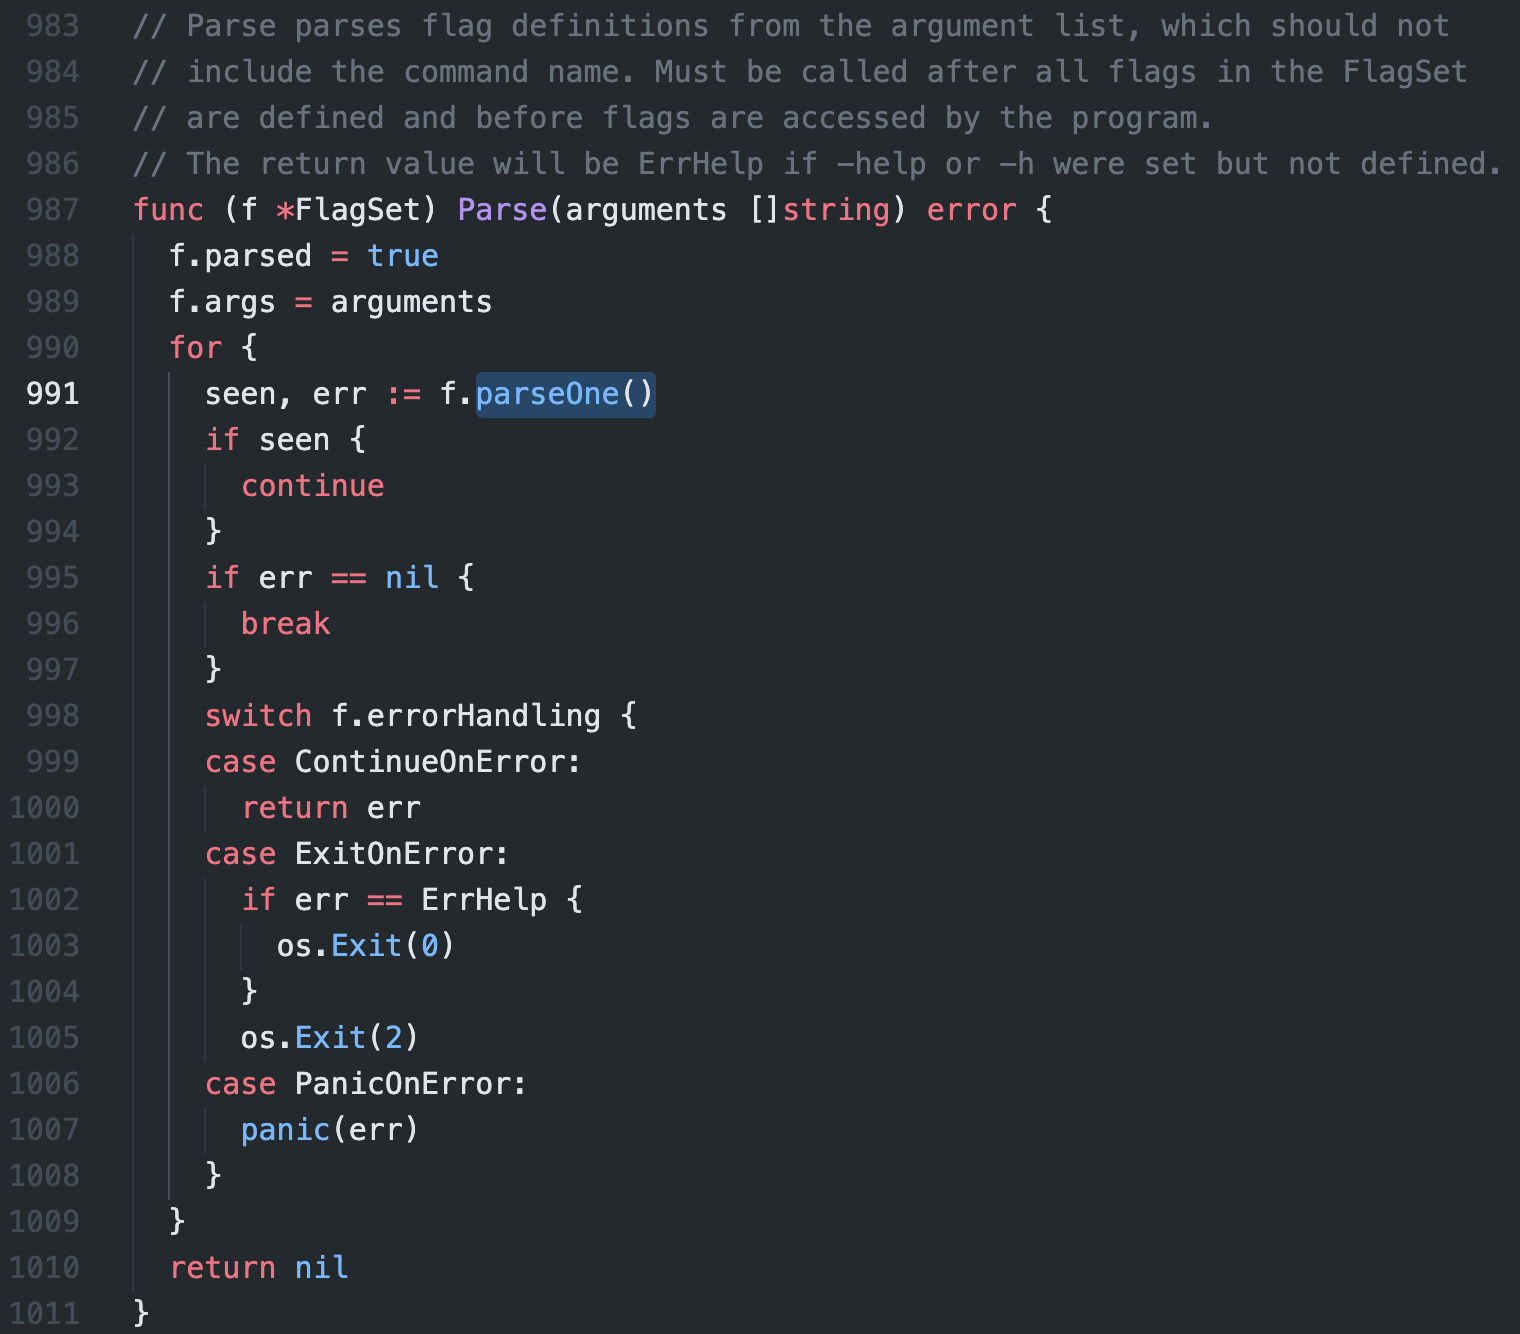 983 // Parse parses flag definitions from the argument list, which should not
984 // include the command name. Must be called after all flags in the FlagSet
985 // are defined and before flags are accessed by the program.
986 // The return value will be ErrHelp if -help or -h were set but not defined.
987 func (f *FlagSet) Parse(arguments []string) error {
988   f.parsed = true
989   f.args = arguments
990   for {
991     seen, err := f.parseOne()
992     if seen {
993       continue
994     }
995     if err == nil {
996       break
997     }
998     switch f.errorHandling {
999     case ContinueOnError:
1000       return err
1001     case ExitOnError:
1002       if err == ErrHelp {
1003         os.Exit(0)
1004       }
1005       os.Exit(2)
1006     case PanicOnError:
1007       panic(err)
1008     }
1009   }
1010   return nil
1011 }